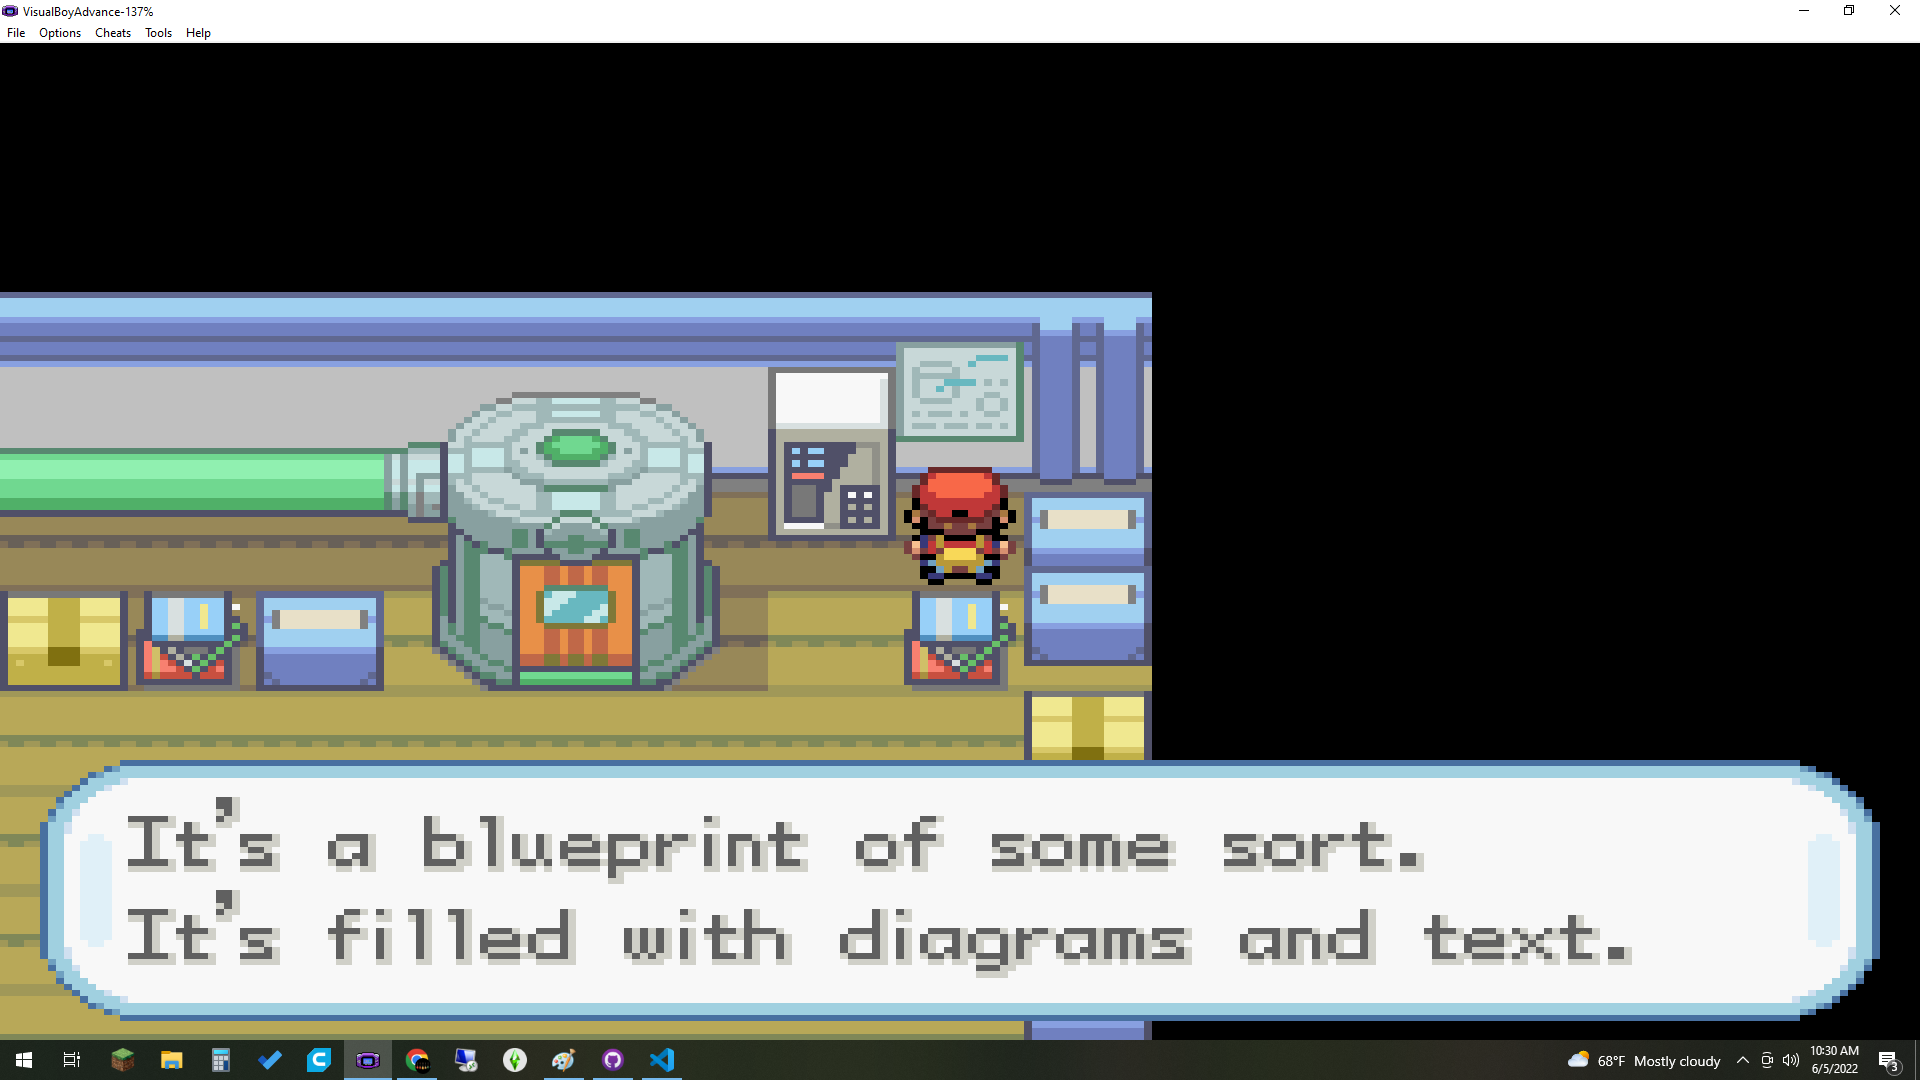 VisualBoyAdvance-137%
File Options Cheats Tools Help
It's a blueprint of some sort.
It's filled with diagrams and text.
68°F Mostly cloudy
10:30 AM
6/5/2022
3